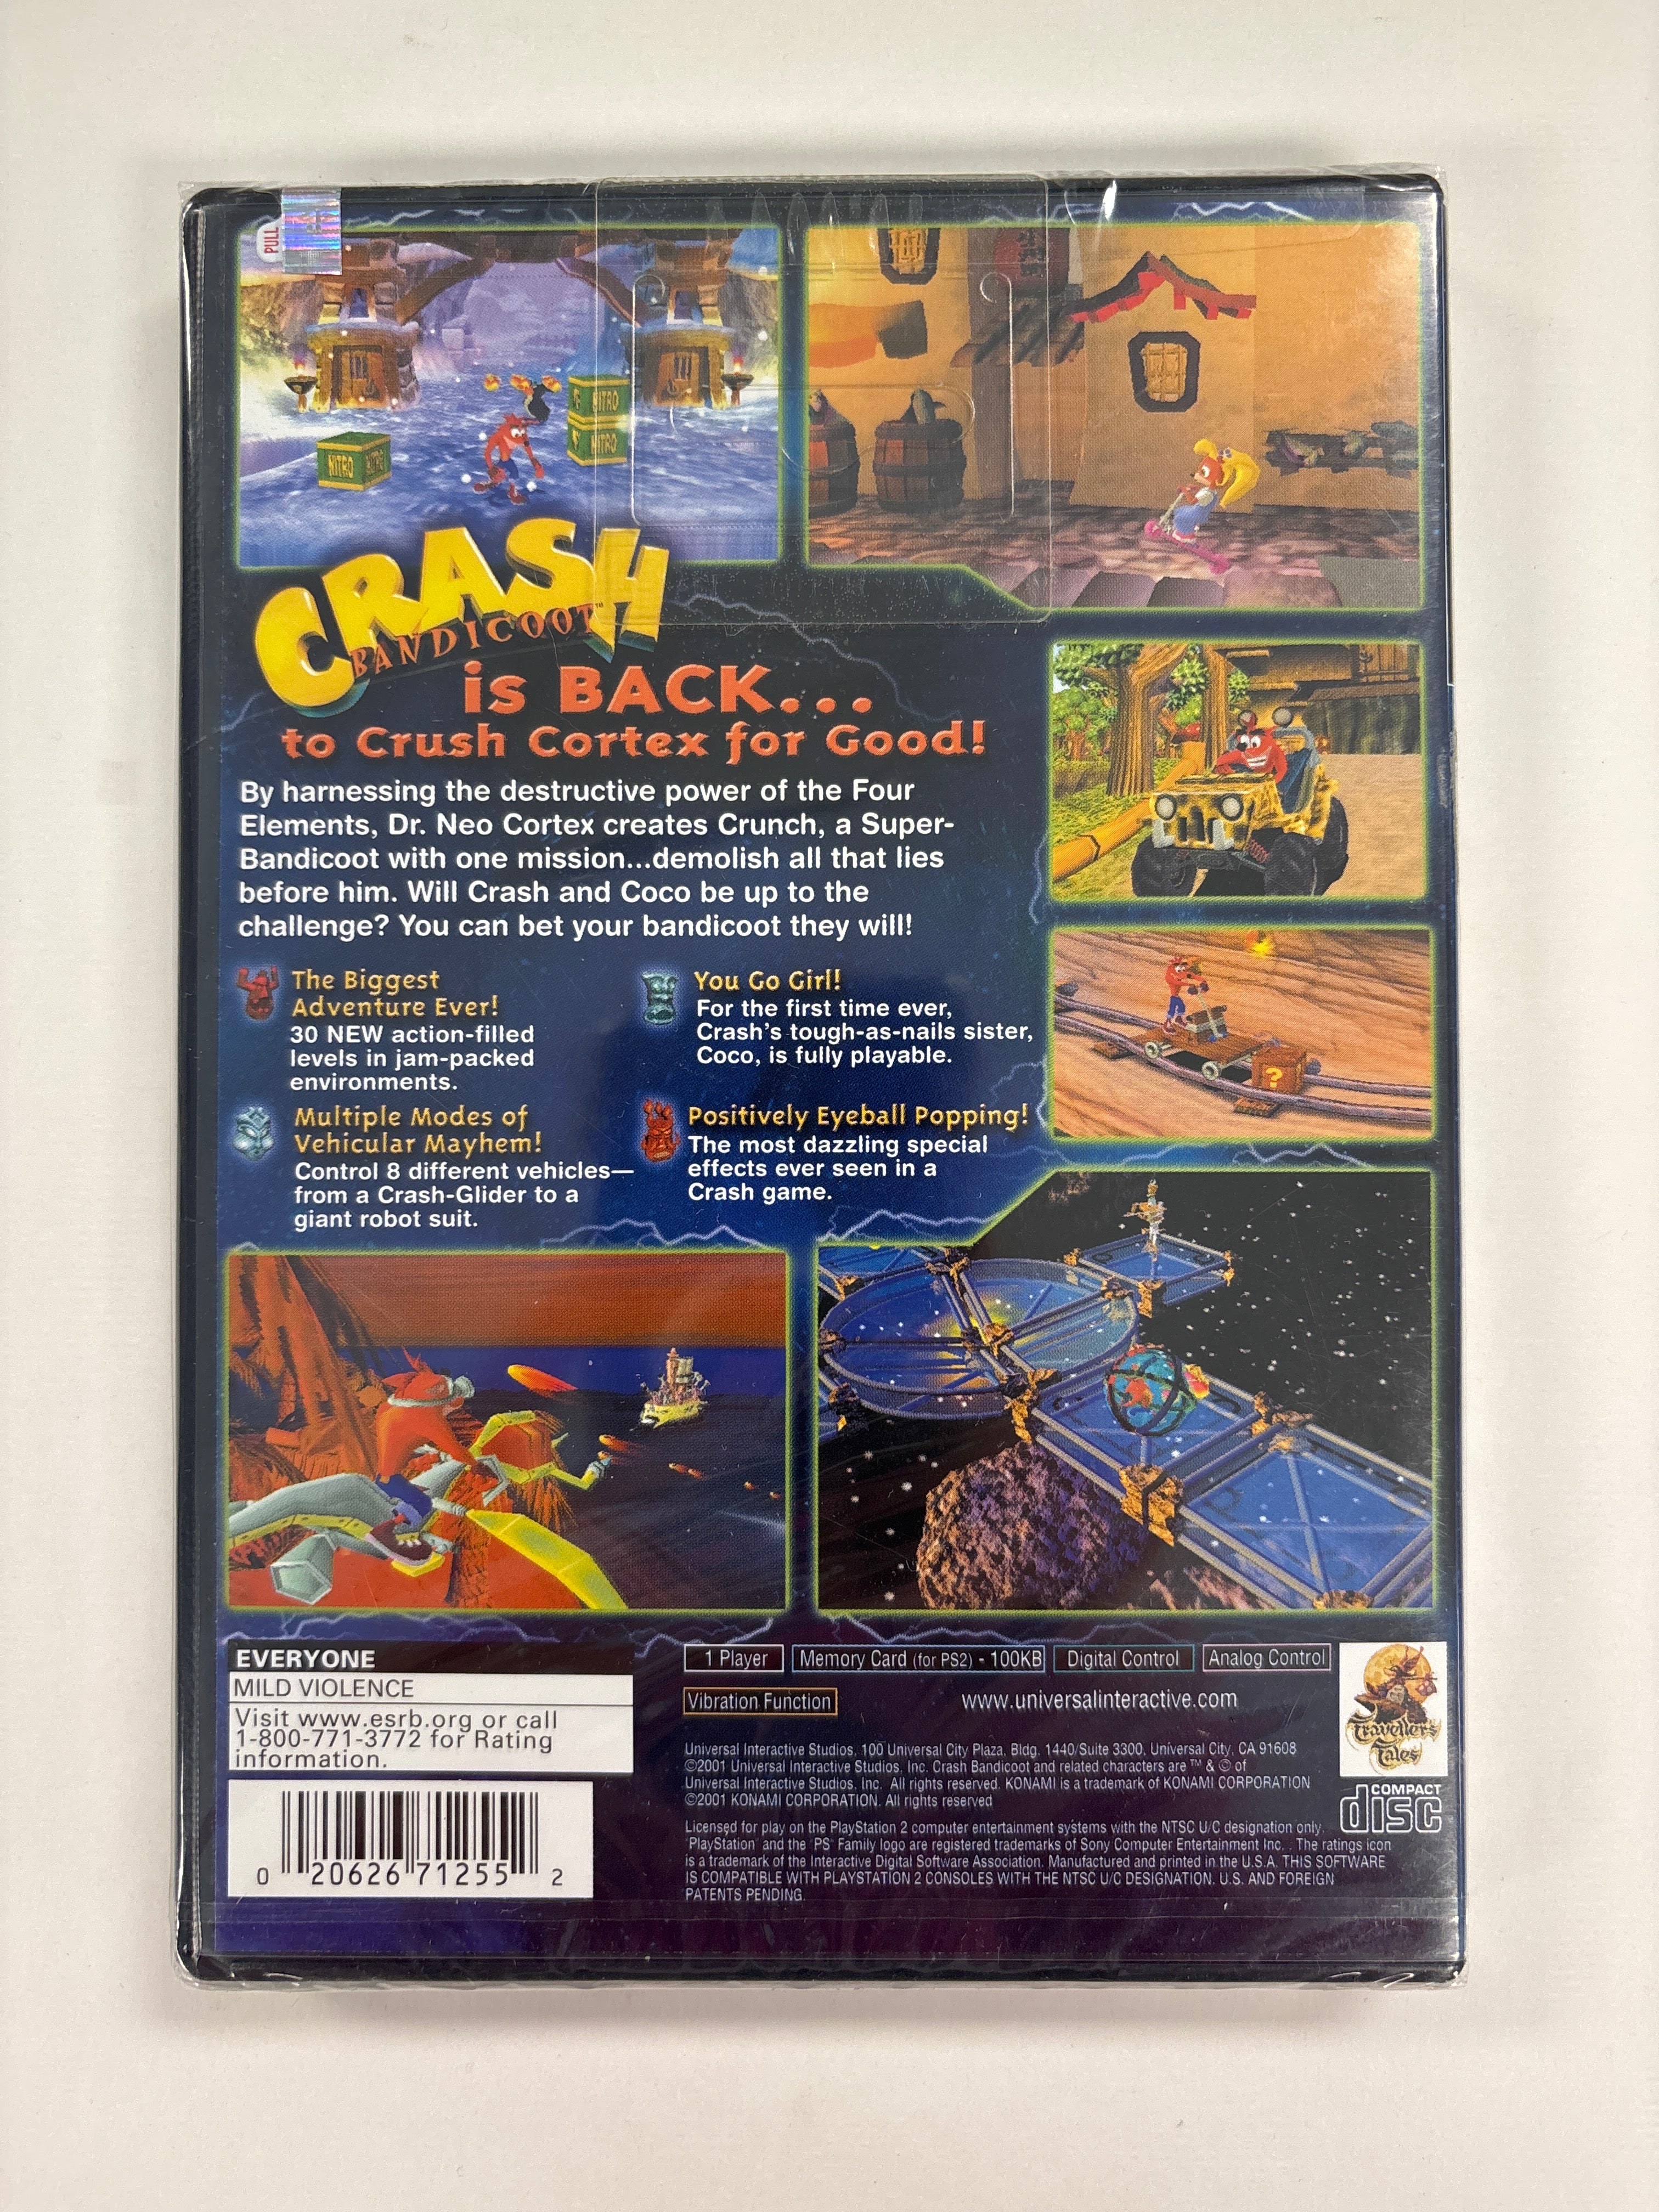 PULL
NITRO
NITRO
NITRO
NITRO
CRASH
BANDICOOT™
is BACK...
to Crush Cortex for Good!
By harnessing the destructive power of the Four
Elements, Dr. Neo Cortex creates Crunch, a Super-
Bandicoot with one mission...demolish all that lies
before him. Will Crash and Coco be up to the
challenge? You can bet your bandicoot they will!
The Biggest
Adventure Ever!
30 NEW action-filled
levels in jam-packed
environments.
You Go Girl!
For the first time ever,
Crash's tough-as-nails sister,
Coco, is fully playable.
Multiple Modes of
Vehicular Mayhem!
Control 8 different vehicles—
from a Crash-Glider to a
giant robot suit.
Positively Eyeball Popping!
The most dazzling special
effects ever seen in a
Crash game.
?
EVERYONE
MILD VIOLENCE
Visit www.esrb.org or call
1-800-771-3772 for Rating
information.
0 20626 71255 2
1 Player
Memory Card (for PS2) - 100KB
Digital Control
Analog Control
Vibration Function
www.universalinteractive.com
Traveller's
Tales
Universal Interactive Studios, 100 Universal City Plaza, Bldg. 1440/Suite 3300, Universal City, CA 91608
©2001 Universal Interactive Studios, Inc. Crash Bandicoot and related characters are ™ & © of
Universal Interactive Studios, Inc. All rights reserved. KONAMI is a trademark of KONAMI CORPORATION
©2001 KONAMI CORPORATION. All rights reserved
COMPACT
disc
Licensed for play on the PlayStation 2 computer entertainment systems with the NTSC U/C designation only.
"PlayStation" and the "PS" Family logo are registered trademarks of Sony Computer Entertainment Inc. . The ratings icon
is a trademark of the Interactive Digital Software Association. Manufactured and printed in the U.S.A. THIS SOFTWARE
IS COMPATIBLE WITH PLAYSTATION 2 CONSOLES WITH THE NTSC U/C DESIGNATION. U.S. AND FOREIGN
PATENTS PENDING.